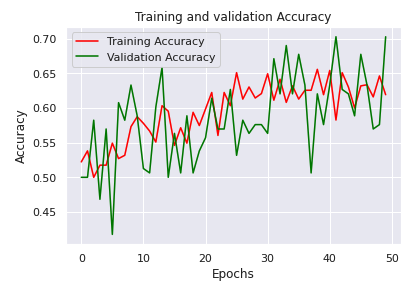 Training and validation Accuracy
Training Accuracy
Validation Accuracy
Accuracy
0.70
0.65
0.60
0.55
0.50
0.45
0 10 20 30 40 50
Epochs